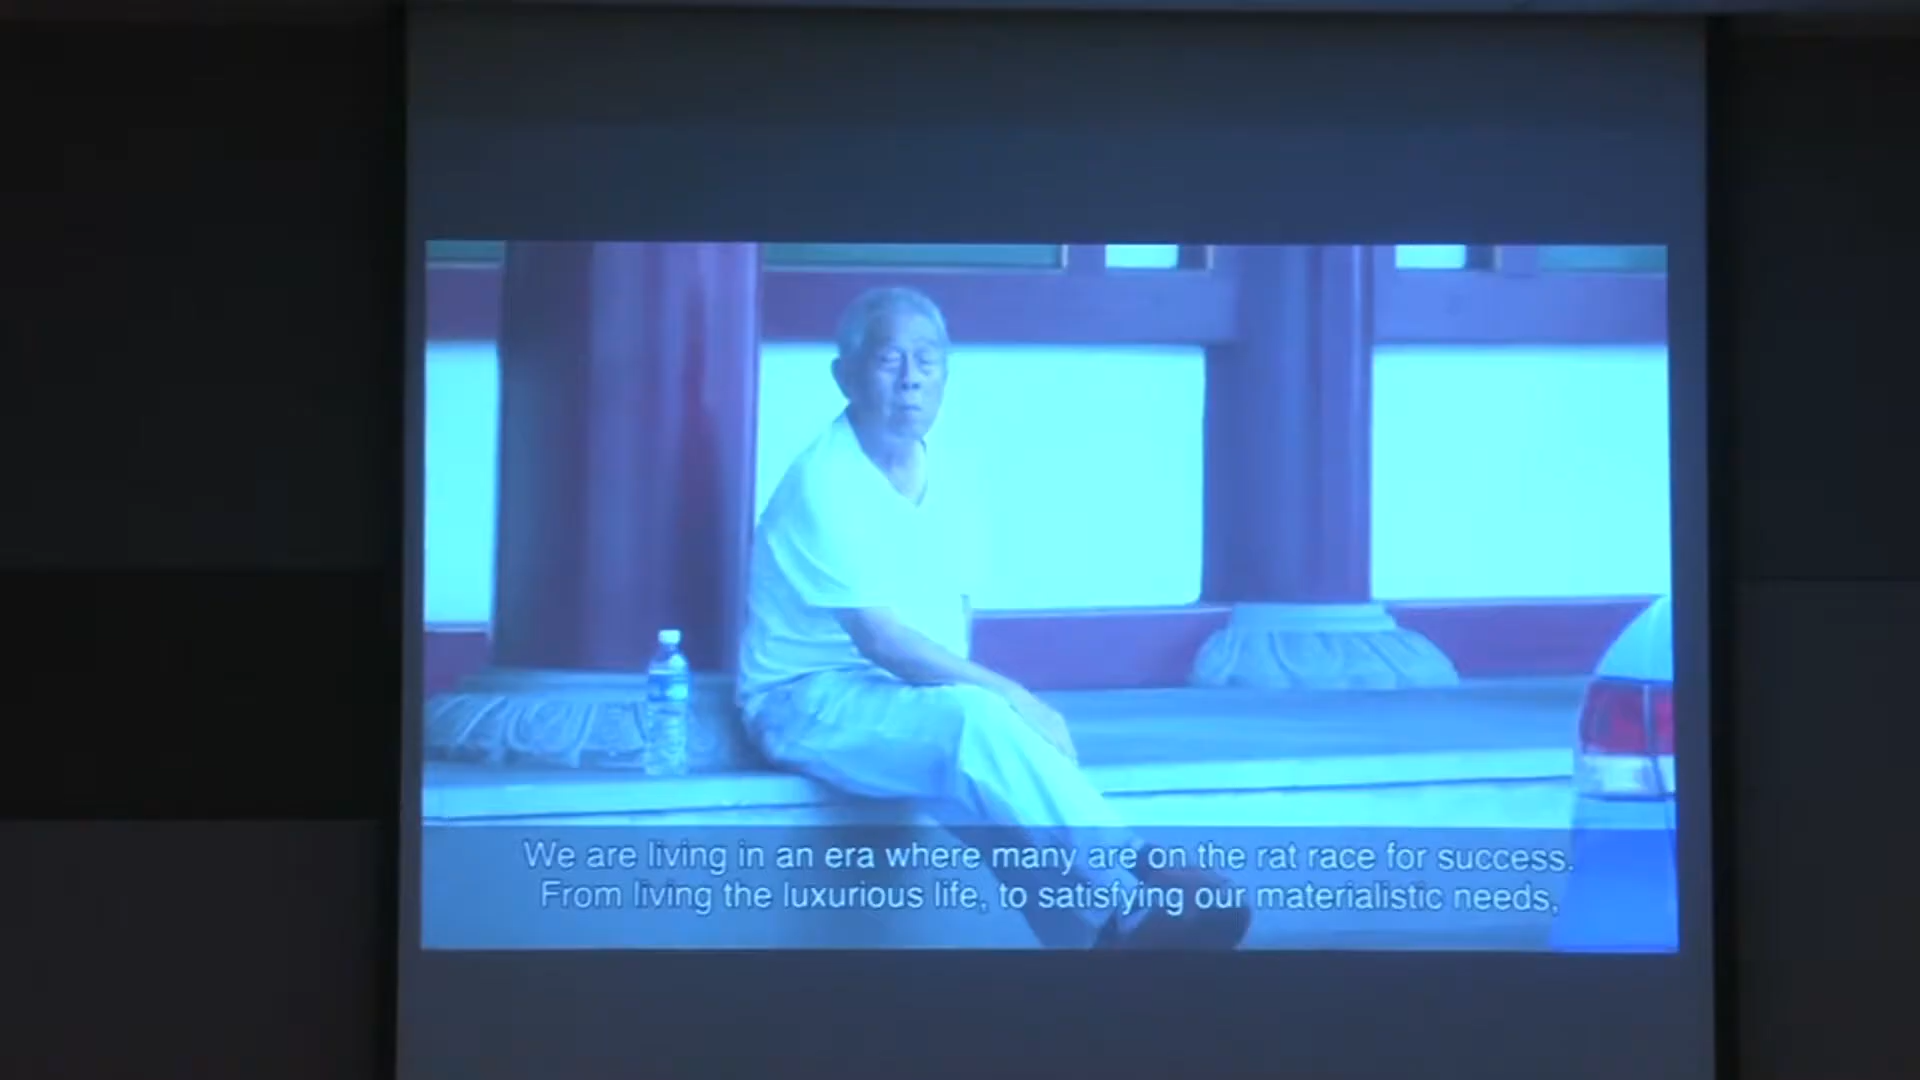 We are living in an era where many are on the rat race for success.
From living the luxurious life, to satisfying our materialistic needs,